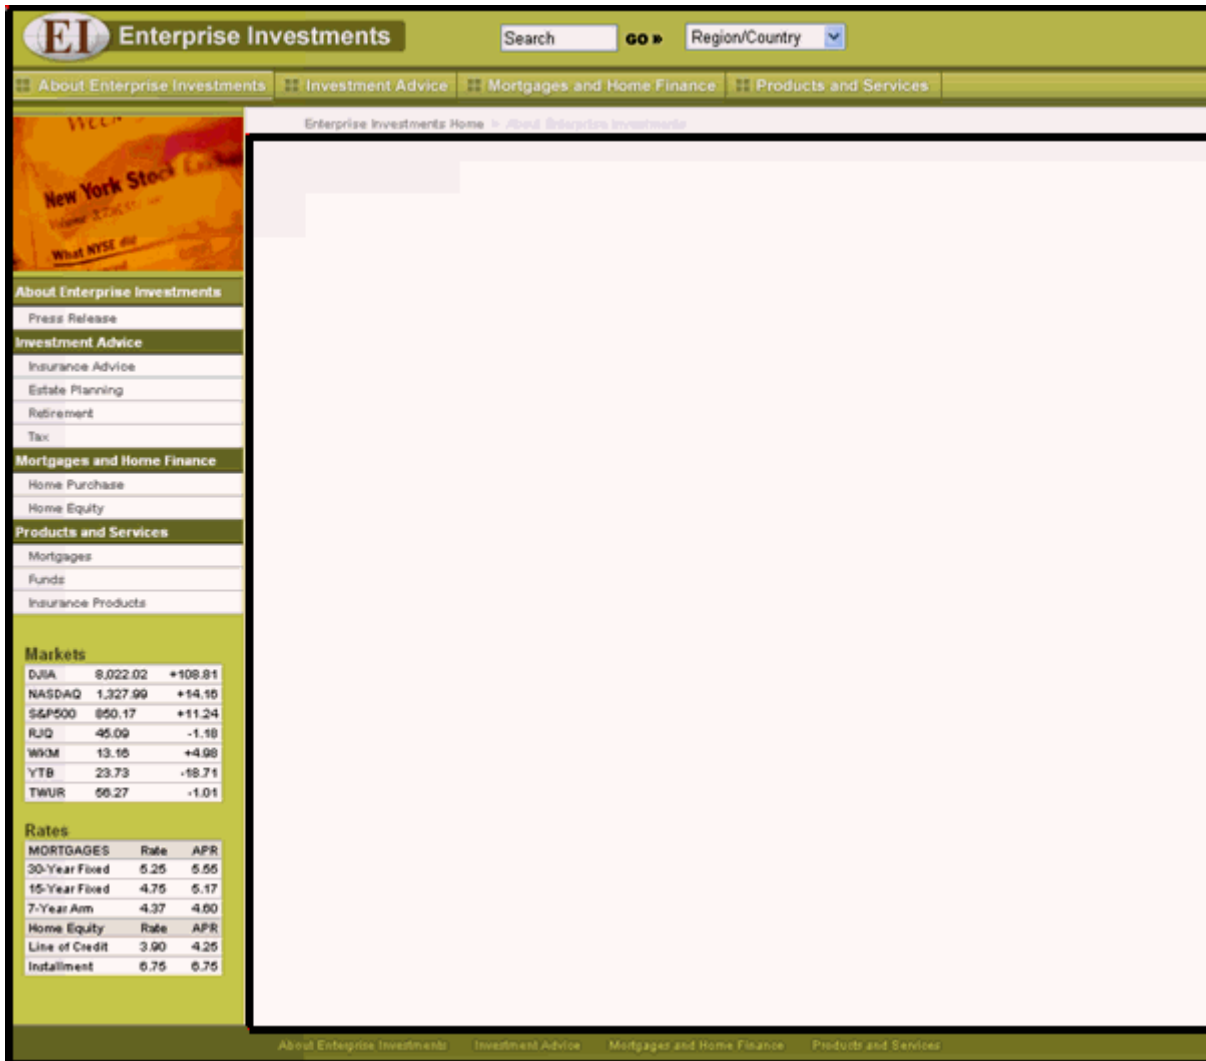 EI Enterprise Investments
Search GO » Region/Country
About Enterprise Investments Investment Advice Mortgages and Home Finance Products and Services
Enterprise Investments Home > About Enterprise Investments
WEEK
New York Stock
What NYSE did
About Enterprise Investments
Press Release
Investment Advice
Insurance Advice
Estate Planning
Retirement
Tax
Mortgages and Home Finance
Home Purchase
Home Equity
Products and Services
Mortgages
Funds
Insurance Products
Markets
DJIA 8,022.02 +108.81
NASDAQ 1,327.99 +14.16
S&P500 850.17 +11.24
RJQ 45.09 -1.18
WKM 13.16 +4.98
YTB 23.73 -18.71
TWUR 56.27 -1.01
Rates
MORTGAGES Rate APR
30-Year Fixed 5.25 5.55
15-Year Fixed 4.75 5.17
7-Year Arm 4.37 4.60
Home Equity Rate APR
Line of Credit 3.90 4.25
Installment 6.75 6.75
About Enterprise Investments Investment Advice Mortgages and Home Finance Products and Services